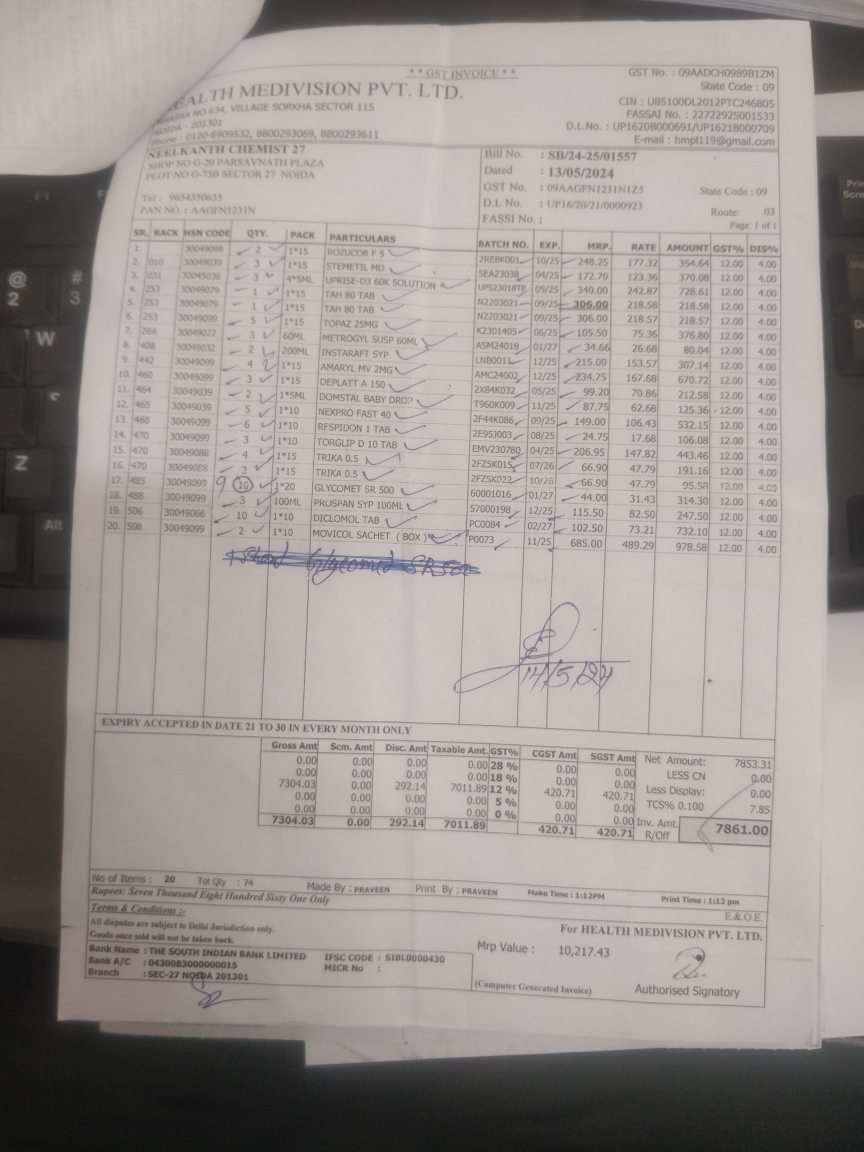 ** GST INVOICE **
GST No. : 09AADCH0989B1ZM
State Code : 09
HEALTH MEDIVISION PVT. LTD.
CIN : U85100DL2012PTC246805
KHASRA NO 634, VILLAGE SORKHA SECTOR 115
FASSAI No. : 22722925001533
NOIDA - 201301
D.L.No. : UP1620B000691/UP1621B000709
Phone : 0120-6909532, 8800293069, 8800293611
E-mail : hmpl119@gmail.com
NEELKANTH CHEMIST 27
Bill No. : SB/24-25/01557
SHOP NO G-20 PARSAVNATH PLAZA
Dated : 13/05/2024
PLOT NO G-75B SECTOR 27 NOIDA
GST No. : 09AAGFN1231N1Z5 State Code : 09
Tel : 9654350635
D.L No. : UP16/20/21/0000923
PAN NO. : AAGFN1231N
FASSI No. : Route: 03
Page: 1 of 1
SR. RACK HSN CODE QTY. PACK PARTICULARS BATCH NO. EXP. MRP. RATE AMOUNT GST% DIS%
1. 30049099 2 1*15 ROZUCOR F 5 2RE8K001 10/25 248.25 177.32 354.64 12.00 4.00
2. 010 30049039 3 1*15 STEMETIL MD SEA23038 04/25 172.70 123.36 370.08 12.00 4.00
3. 031 30045036 3 4*5ML UPRISE-D3 60K SOLUTION UPS23018TP 05/25 340.00 242.87 728.61 12.00 4.00
4. 253 30049079 1 1*15 TAH 80 TAB N2203021 09/25 306.00 218.58 218.58 12.00 4.00
5. 253 30049079 1 1*15 TAH 80 TAB N2203021 09/25 306.00 218.57 218.57 12.00 4.00
6. 253 30049099 5 1*15 TOPAZ 25MG K2301405 06/25 105.50 75.36 376.80 12.00 4.00
7. 264 30049022 3 60ML METROGYL SUSP 60ML ASM24018 01/27 34.66 26.68 80.04 12.00 4.00
8. 408 30049032 2 200ML INSTARAFT SYP LNB0011 12/25 215.00 153.57 307.14 12.00 4.00
9. 442 30049099 4 1*15 AMARYL MV 2MG AMC24002 12/25 234.75 167.68 670.72 12.00 4.00
10. 460 30049099 3 1*15 DEPLATT A 150 2X84K032 05/25 99.20 70.86 212.58 12.00 4.00
11. 464 30049039 2 1*5ML DOMSTAL BABY DROP T960K009 11/25 87.75 62.68 125.36 12.00 4.00
12. 465 30049039 5 1*10 NEXPRO FAST 40 2F44K086 09/25 149.00 106.43 532.15 12.00 4.00
13. 468 30049099 6 1*10 RESPIDON 1 TAB 2E95J003 08/25 24.75 17.68 106.08 12.00 4.00
14. 470 30049099 3 1*10 TORGLIP D 10 TAB EMV230780 04/25 206.95 147.82 443.46 12.00 4.00
15. 470 30049088 4 1*15 TRIKA 0.5 2FZ5K015 07/26 66.90 47.79 191.16 12.00 4.00
16. 470 30049088 2 1*15 TRIKA 0.5 2FZ5K022 10/26 66.90 47.79 95.58 12.00 4.00
17. 485 30049099 9 10 1*20 GLYCOMET SR 500 60001016 01/27 44.00 31.43 314.30 12.00 4.00
18. 488 30049099 3 100ML PROSPAN SYP 100ML 57000198 12/25 115.50 82.50 247.50 12.00 4.00
19. 506 30049066 10 1*10 DICLOMOL TAB PC0084 02/27 102.50 73.21 732.10 12.00 4.00
20. 508 30049099 2 1*10 MOVICOL SACHET ( BOX ) P0073 11/25 685.00 489.29 978.58 12.00 4.00
Glycomet SR 500
14/5/24
EXPIRY ACCEPTED IN DATE 21 TO 30 IN EVERY MONTH ONLY
Gross Amt Scm. Amt Disc. Amt Taxable Amt. GST% CGST Amt SGST Amt Net Amount: 7853.31
0.00 0.00 0.00 0.00 28 % 0.00 0.00 LESS CN 0.00
0.00 0.00 0.00 0.00 18 % 0.00 0.00 Less Display: 0.00
7304.03 0.00 292.14 7011.89 12 % 420.71 420.71 TCS% 0.100 7.85
0.00 0.00 0.00 0.00 5 % 0.00 0.00
0.00 0.00 0.00 0.00 0 % 0.00 0.00 Inv. Amt. 7861.00
7304.03 0.00 292.14 7011.89 420.71 420.71 R/Off
No of Items : 20 Tot Qty : 74 Made By : PRAVEEN Print By : PRAVEEN Make Time : 1:12PM Print Time : 1:12 pm
Rupees: Seven Thousand Eight Hundred Sixty One Only
E.& O.E.
Terms & Conditions :-
All disputes are subject to Delhi Jurisdiction only.
Goods once sold will not be taken back.
For HEALTH MEDIVISION PVT. LTD.
Bank Name : THE SOUTH INDIAN BANK LIMITED IFSC CODE : SIBL0000430
Mrp Value : 10,217.43
Bank A/C : 0430083000000015 MICR No :
Branch : SEC-27 NOIDA 201301
(Computer Generated Invoice)
Authorised Signatory